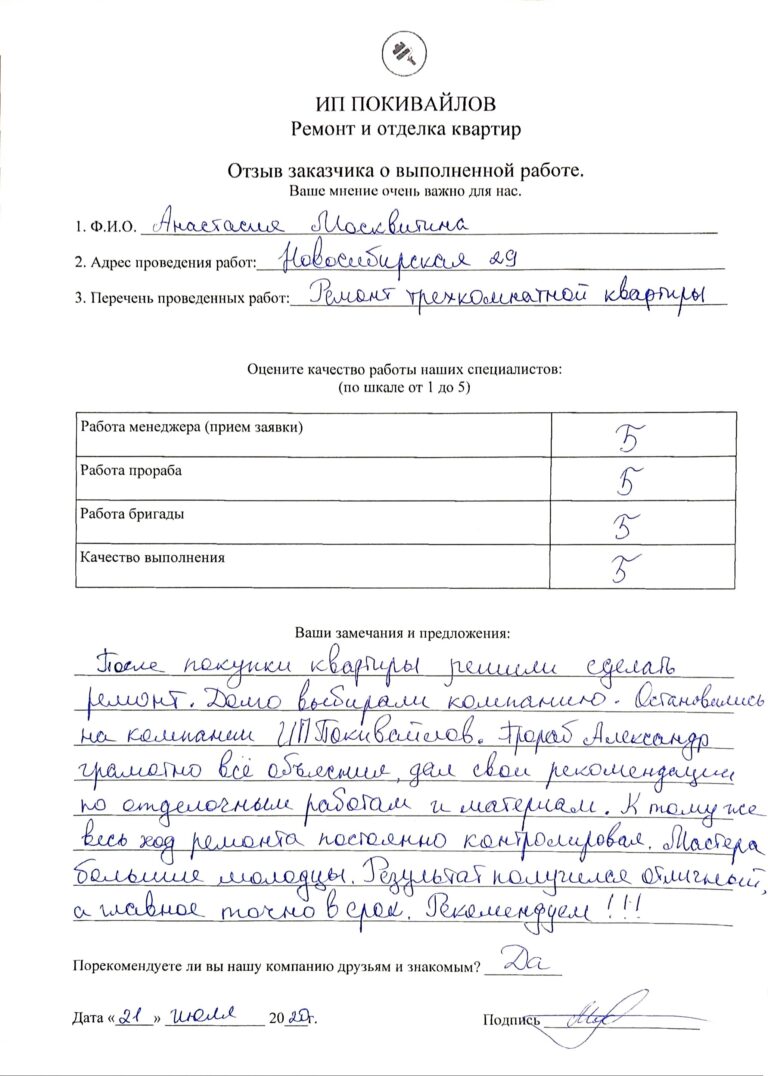 ИП ПОКИВАЙЛОВ
Ремонт и отделка квартир
Отзыв заказчика о выполненной работе.
Ваше мнение очень важно для нас.
1. Ф.И.О. Анастасия Москвитина
2. Адрес проведения работ: Новосибирская 29
3. Перечень проведенных работ: Ремонт трехкомнатной квартиры
Оцените качество работы наших специалистов:
(по шкале от 1 до 5)
Работа менеджера (прием заявки) 5
Работа прораба 5
Работа бригады 5
Качество выполнения 5
Ваши замечания и предложения:
После покупки квартиры решили сделать
ремонт. Долго выбирали компанию. Остановились
на компании ИП Покивайлов. Прораб Александр
грамотно всё объяснил, дал свои рекомендации
по отделочным работам и материам. К тому же
весь ход ремонта постоянно контролировал. Мастера
большие молодцы. Результат получился отличный,
а главное точно в срок. Рекомендуем !!!
Порекомендуете ли вы нашу компанию друзьям и знакомым? Да
Дата «21» июля 2020г. Подпись